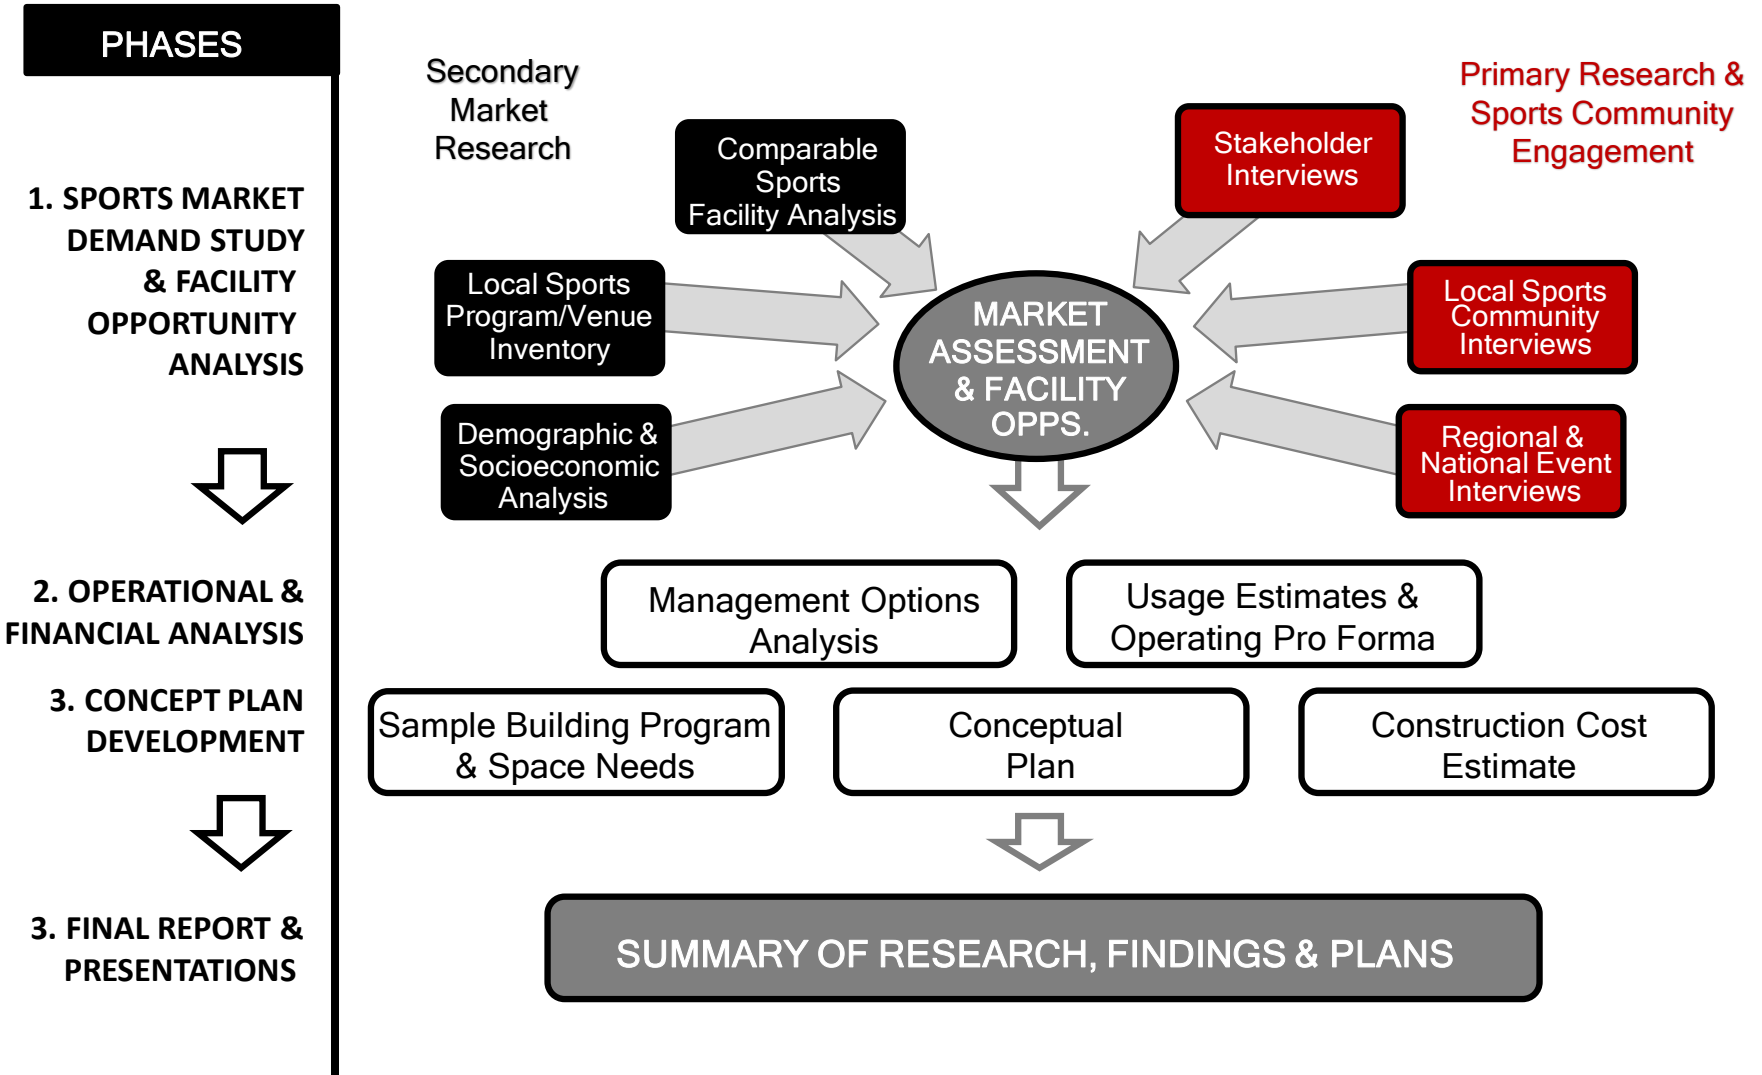 PHASES
1. SPORTS MARKET
DEMAND STUDY
& FACILITY
OPPORTUNITY
ANALYSIS
2. OPERATIONAL &
FINANCIAL ANALYSIS
3. CONCEPT PLAN
DEVELOPMENT
3. FINAL REPORT &
PRESENTATIONS
Secondary
Market
Research
Comparable
Sports
Facility Analysis
Local Sports
Program/Venue
Inventory
Demographic &
Socioeconomic
Analysis
Primary Research &
Sports Community
Engagement
Stakeholder
Interviews
Local Sports
Community
Interviews
Regional &
National Event
Interviews
MARKET
ASSESSMENT
& FACILITY
OPPS.
Management Options
Analysis
Usage Estimates &
Operating Pro Forma
Sample Building Program
& Space Needs
Conceptual
Plan
Construction Cost
Estimate
SUMMARY OF RESEARCH, FINDINGS & PLANS